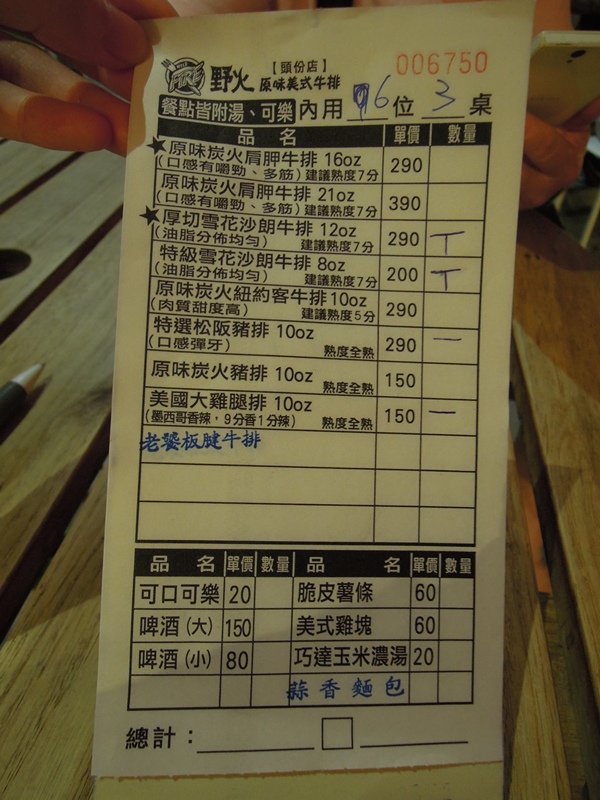 WILD FIRE 野火 【頭份店】 原味美式牛排 006750
餐點皆附湯、可樂 內用 6 位 3 桌
品名 單價 數量
★原味炭火肩胛牛排 16oz 290
(口感有嚼勁、多筋) 建議熟度7分
原味炭火肩胛牛排 21oz 390
(口感有嚼勁、多筋) 建議熟度7分
★厚切雪花沙朗牛排 12oz 290 T
(油脂分佈均勻) 建議熟度7分
特級雪花沙朗牛排 8oz 200 T
(油脂分佈均勻) 建議熟度7分
原味炭火紐約客牛排 10oz 290
(肉質甜度高) 建議熟度5分
特選松阪豬排 10oz 290 一
(口感彈牙) 熟度全熟
原味炭火豬排 10oz 熟度全熟 150
美國大雞腿排 10oz 150 一
(墨西哥香辣，9分香1分辣) 熟度全熟
老饕板腱牛排
品名 單價 數量 品名 單價 數量
可口可樂 20 脆皮薯條 60
啤酒(大) 150 美式雞塊 60
啤酒(小) 80 巧達玉米濃湯 20
蒜香麵包
總計：